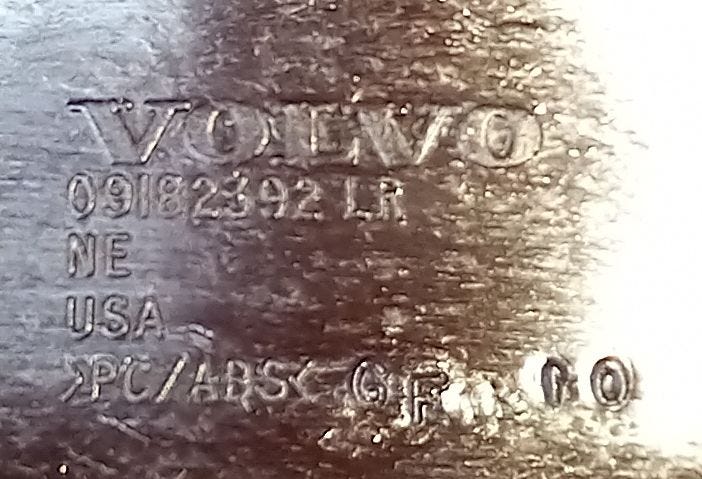 VOLVO
09182392 LR
NE
USA
>PC/ABS<